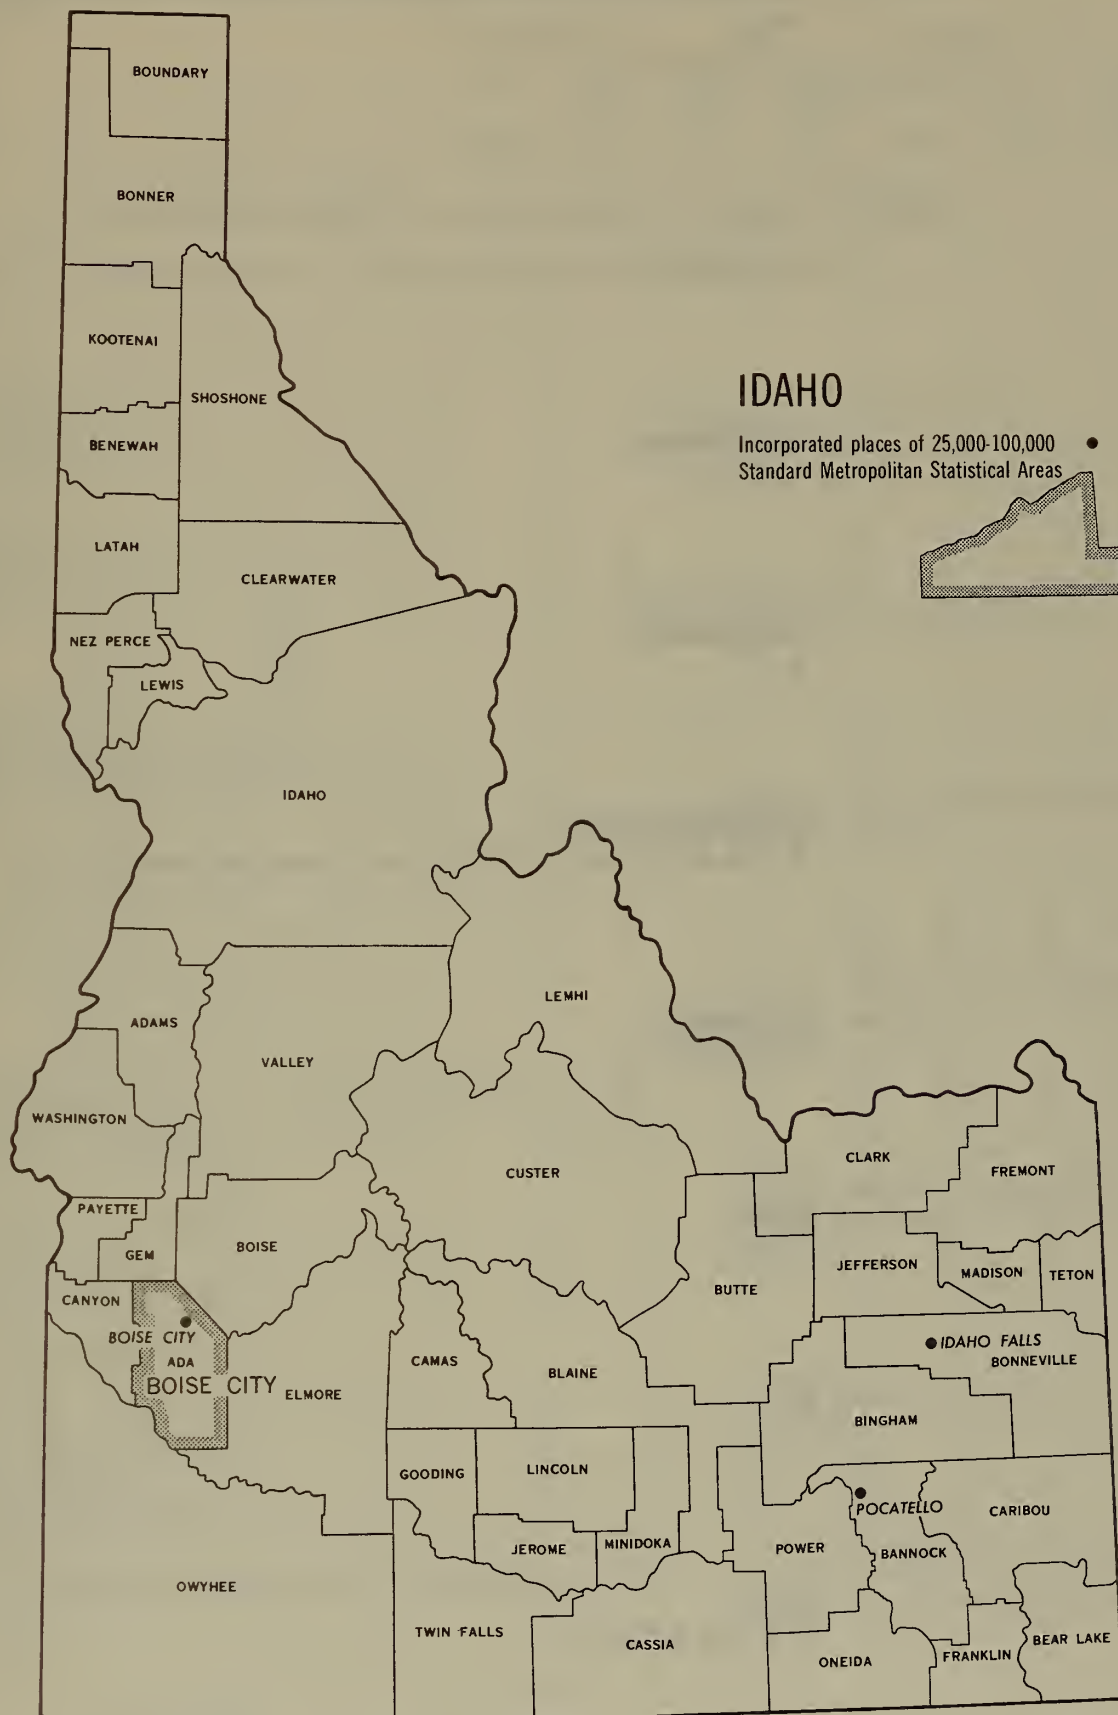 BOUNDARY
BONNER
KOOTENAI
SHOSHONE
IDAHO
Incorporated places of 25,000-100,000
Standard Metropolitan Statistical Areas
BENEWAH
LATAH
CLEARWATER
NEZ PERCE
LEWIS
IDAHO
LEMHI
ADAMS
VALLEY
WASHINGTON
CUSTER
CLARK
FREMONT
PAYETTE
GEM
BOISE
BUTTE
JEFFERSON
MADISON
TETON
CANYON
BOISE CITY
ADA
BOISE CITY
ELMORE
CAMAS
BLAINE
IDAHO FALLS
BONNEVILLE
BINGHAM
GOODING
LINCOLN
JEROME
MINIDOKA
POWER
POCATELLO
BANNOCK
CARIBOU
OWYHEE
TWIN FALLS
CASSIA
ONEIDA
FRANKLIN
BEAR LAKE